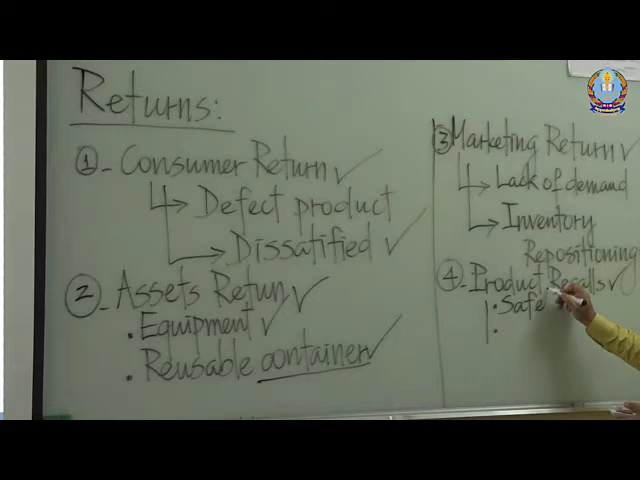 Returns:
① - Consumer Return ✓
↳ Defect product
↳ Dissatified ✓
② - Assets Retun ✓
. Equipment ✓
. Reusable container ✓
③ Marketing Return ✓
↳ Lack of demand
↳ Inventory
Repositioning
④ - Product Recalls ✓
. Safe
.